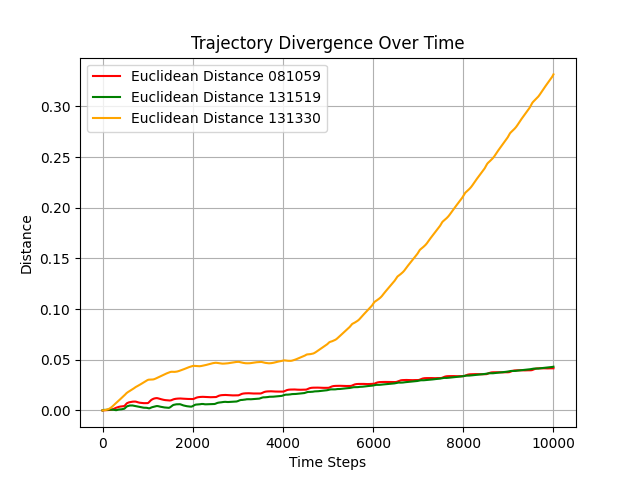 Trajectory Divergence Over Time
Euclidean Distance 081059
Euclidean Distance 131519
Euclidean Distance 131330
0.30
0.25
0.20
0.15
0.10
0.05
0.00
Distance
0 2000 4000 6000 8000 10000
Time Steps